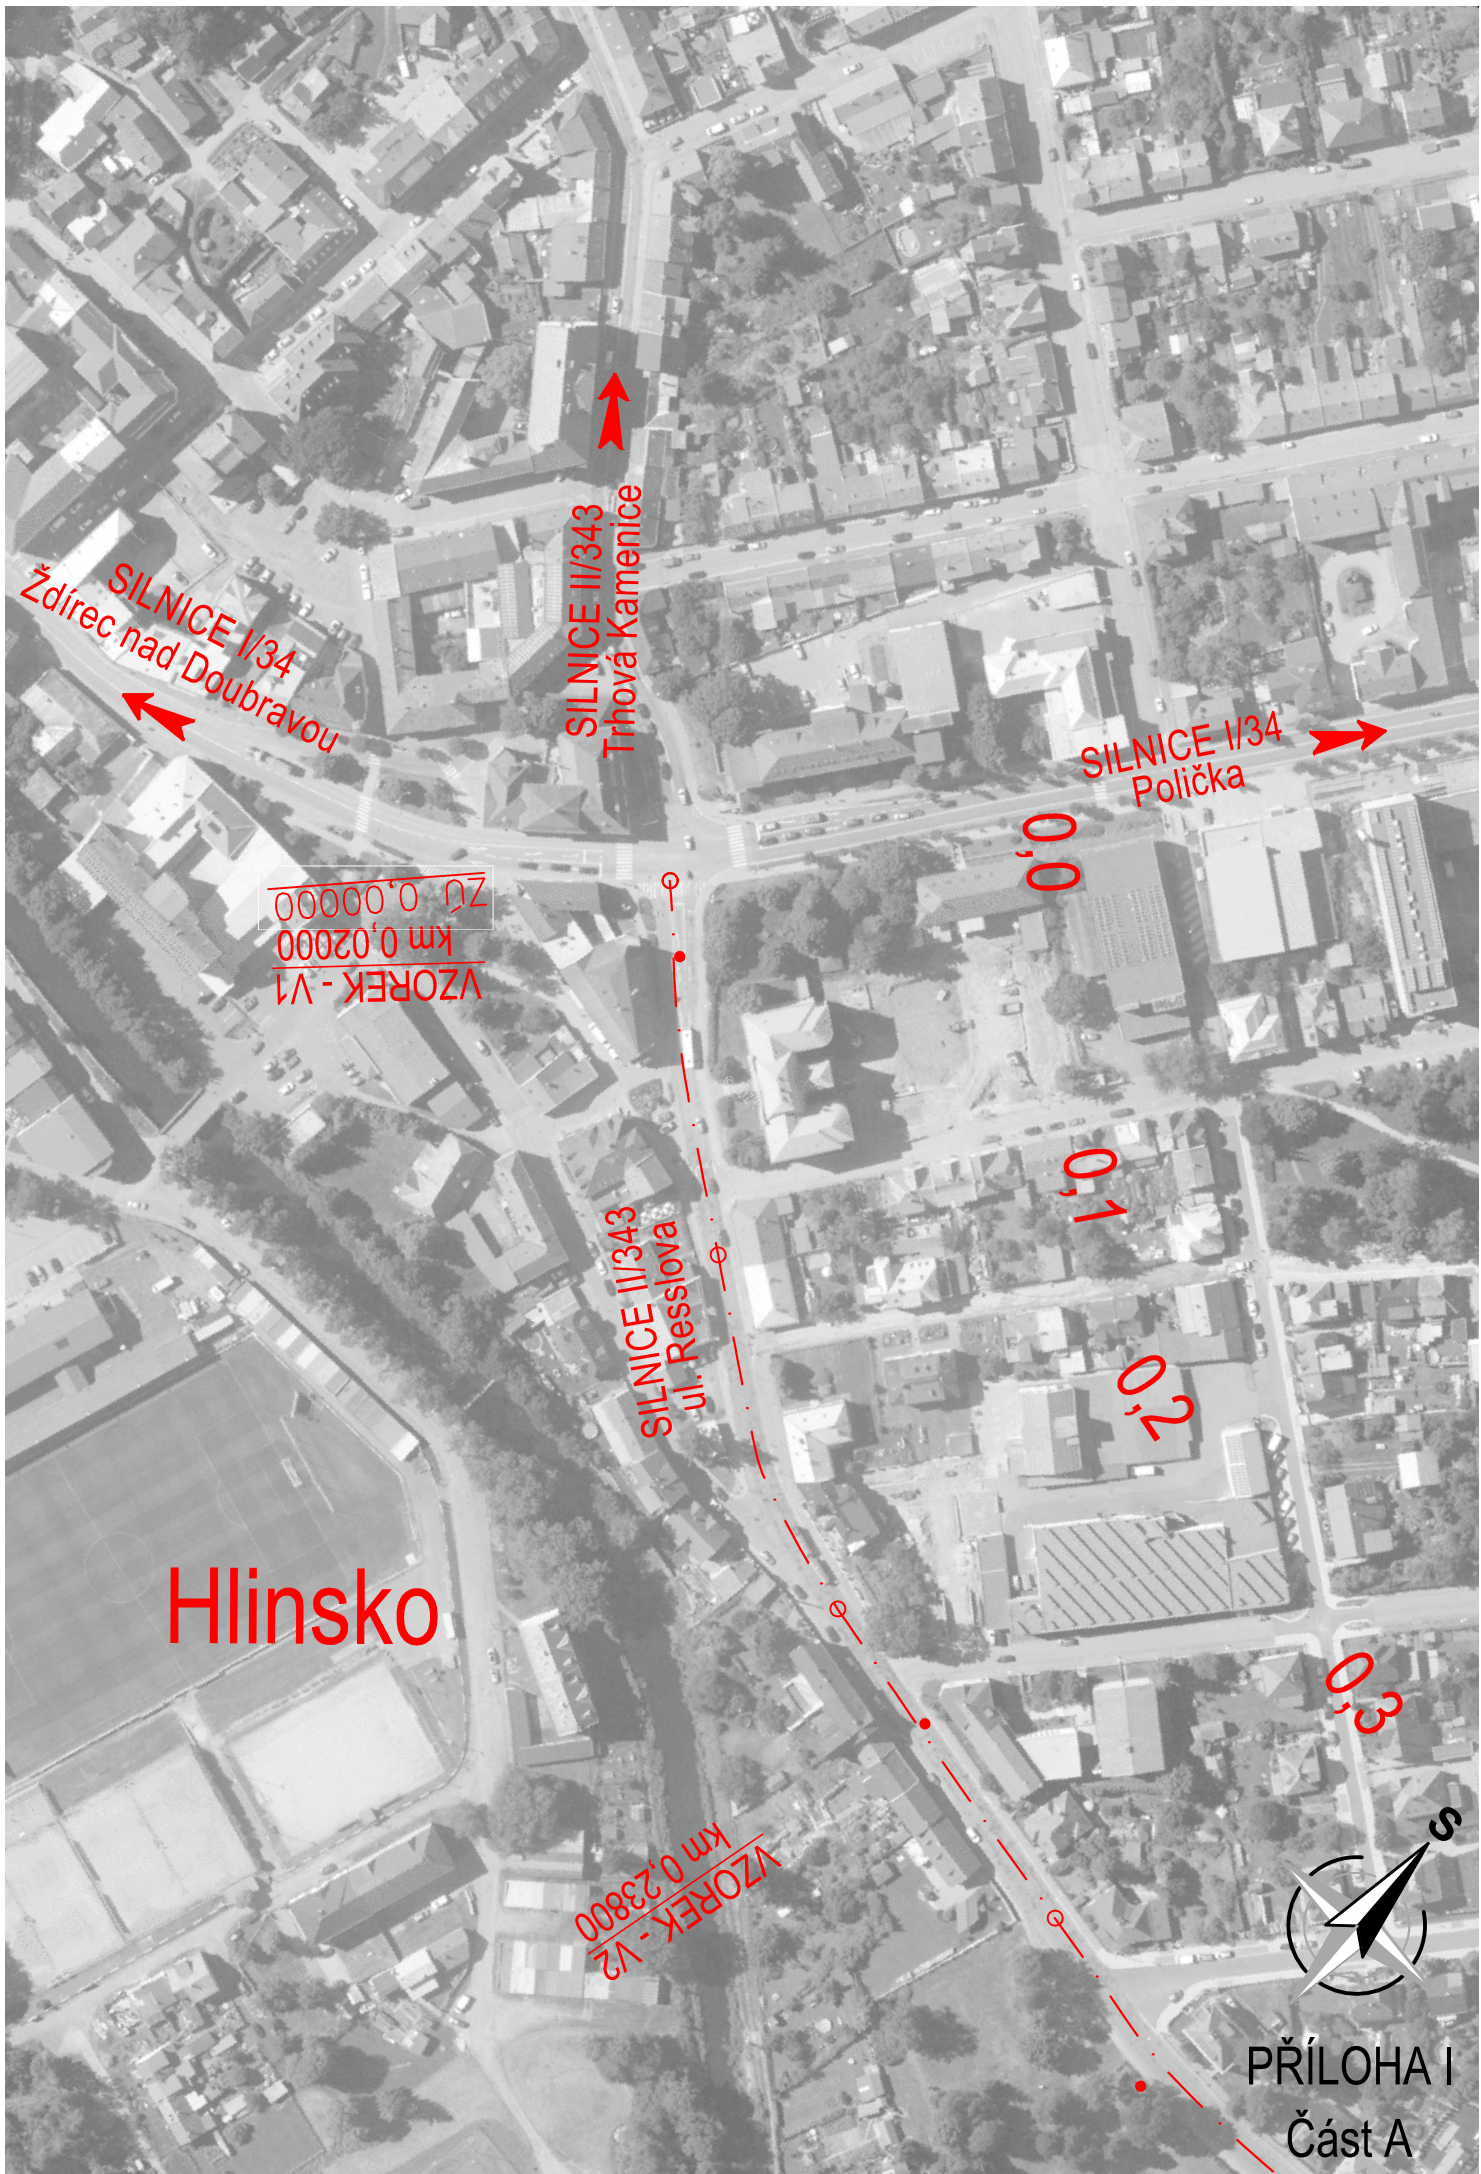 SILNICE II/343
Trhová Kamenice
SILNICE I/34
Ždírec nad Doubravou
SILNICE I/34
Polička
0,0
ZÚ 0,00000
km 0,02000
VZOREK - V1
0,1
SILNICE II/343
ul. Resslova
0,2
Hlinsko
0,3
km 0,23800
VZOREK - V2
S
PŘÍLOHA I
Část A